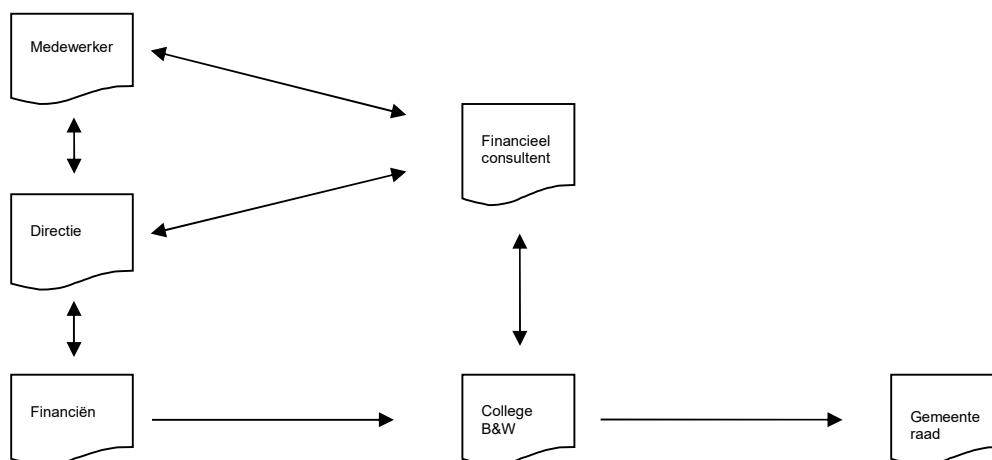 Medewerker
Financieel
consultent
Directie
Financiën
College
B&W
Gemeente
raad